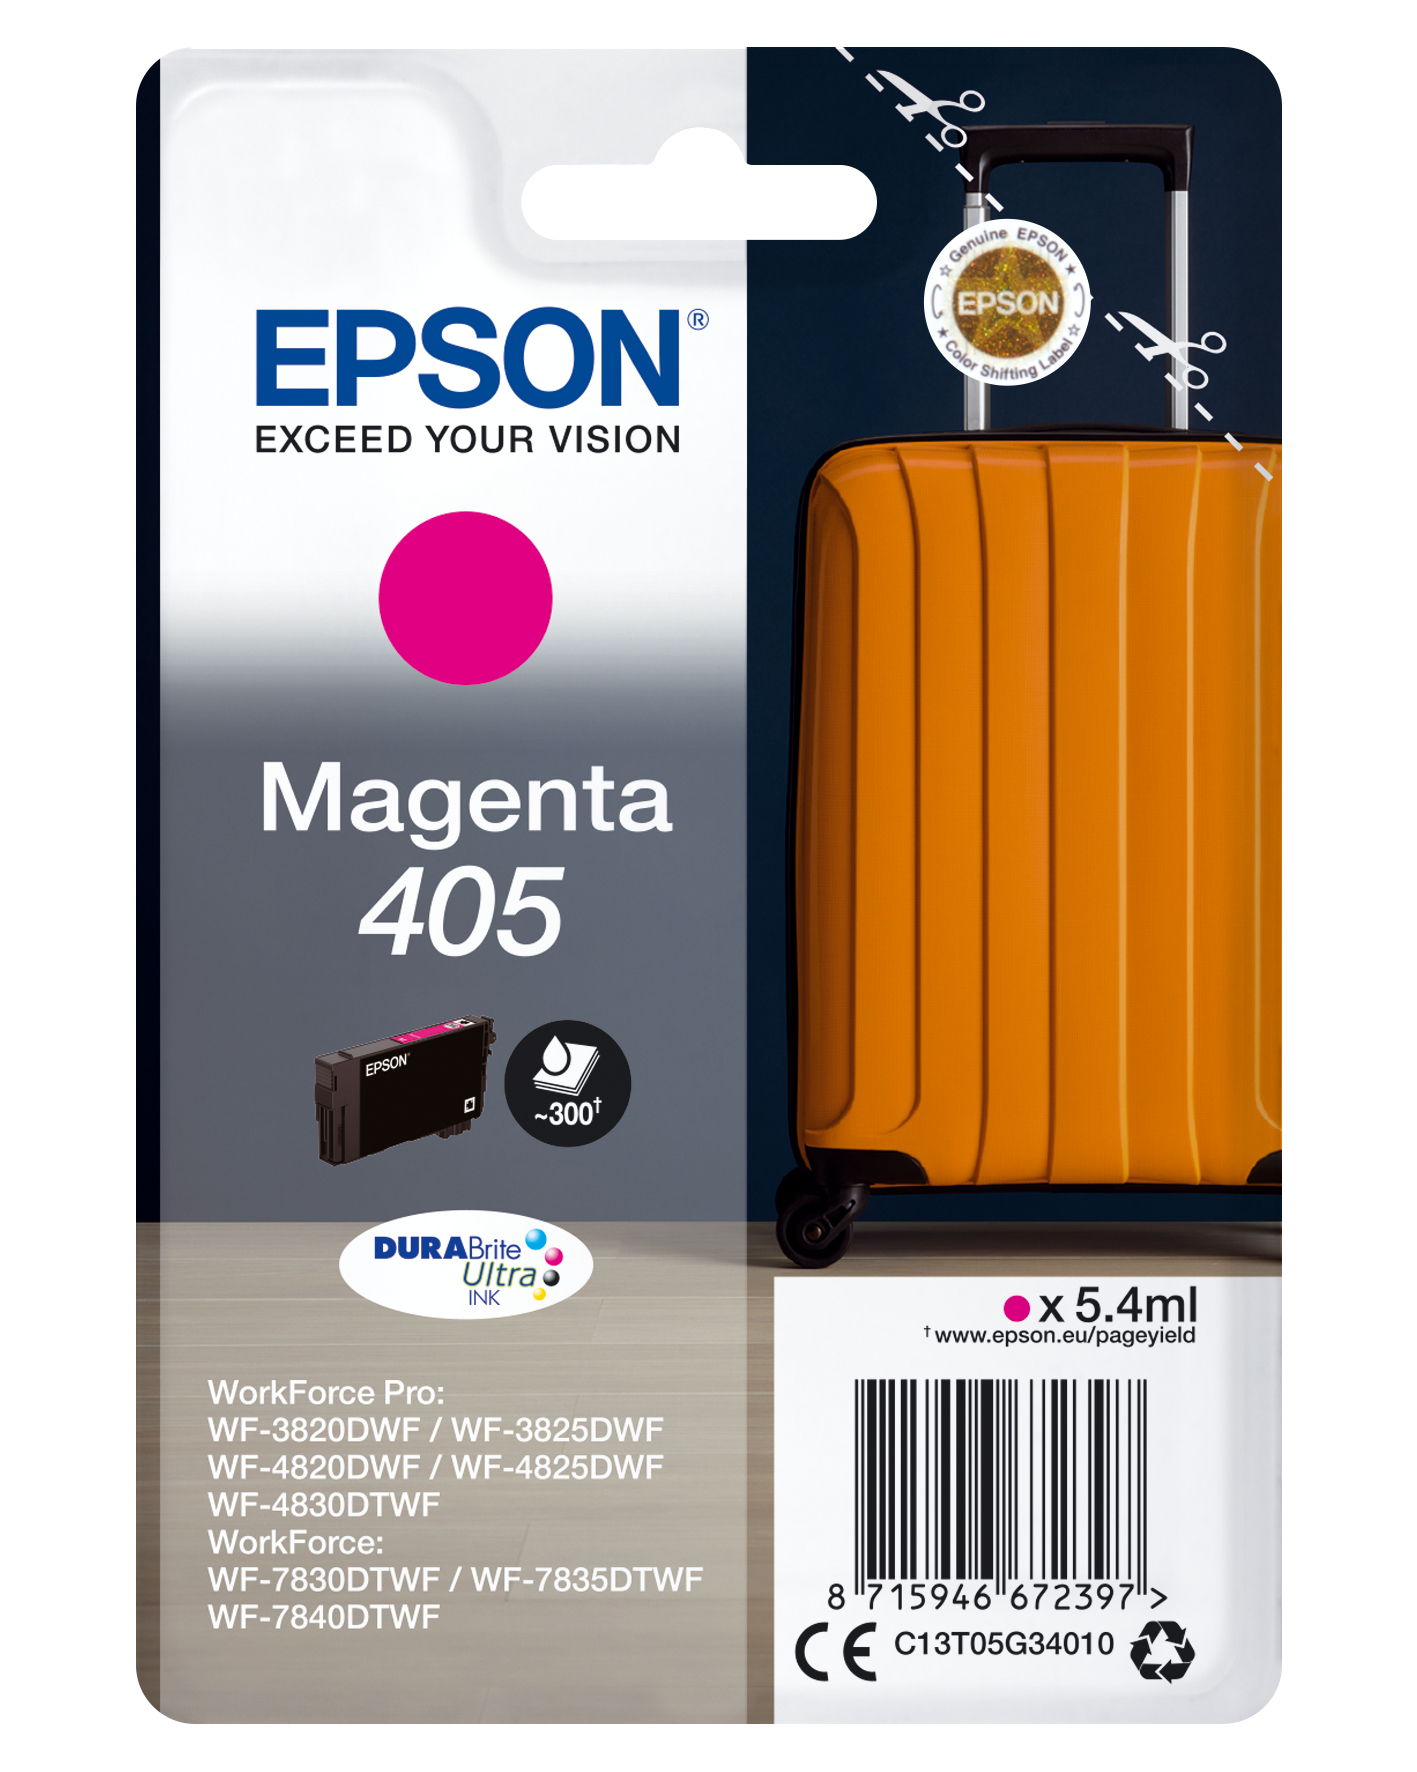 EPSON®
EXCEED YOUR VISION
Genuine EPSON
EPSON
Color Shifting Label
Magenta
405
EPSON
~300†
DURABrite
Ultra
INK
WorkForce Pro:
WF-3820DWF / WF-3825DWF
WF-4820DWF / WF-4825DWF
WF-4830DTWF
WorkForce:
WF-7830DTWF / WF-7835DTWF
WF-7840DTWF
x 5.4ml
† www.epson.eu/pageyield
8 715946 672397 >
CE C13T05G34010